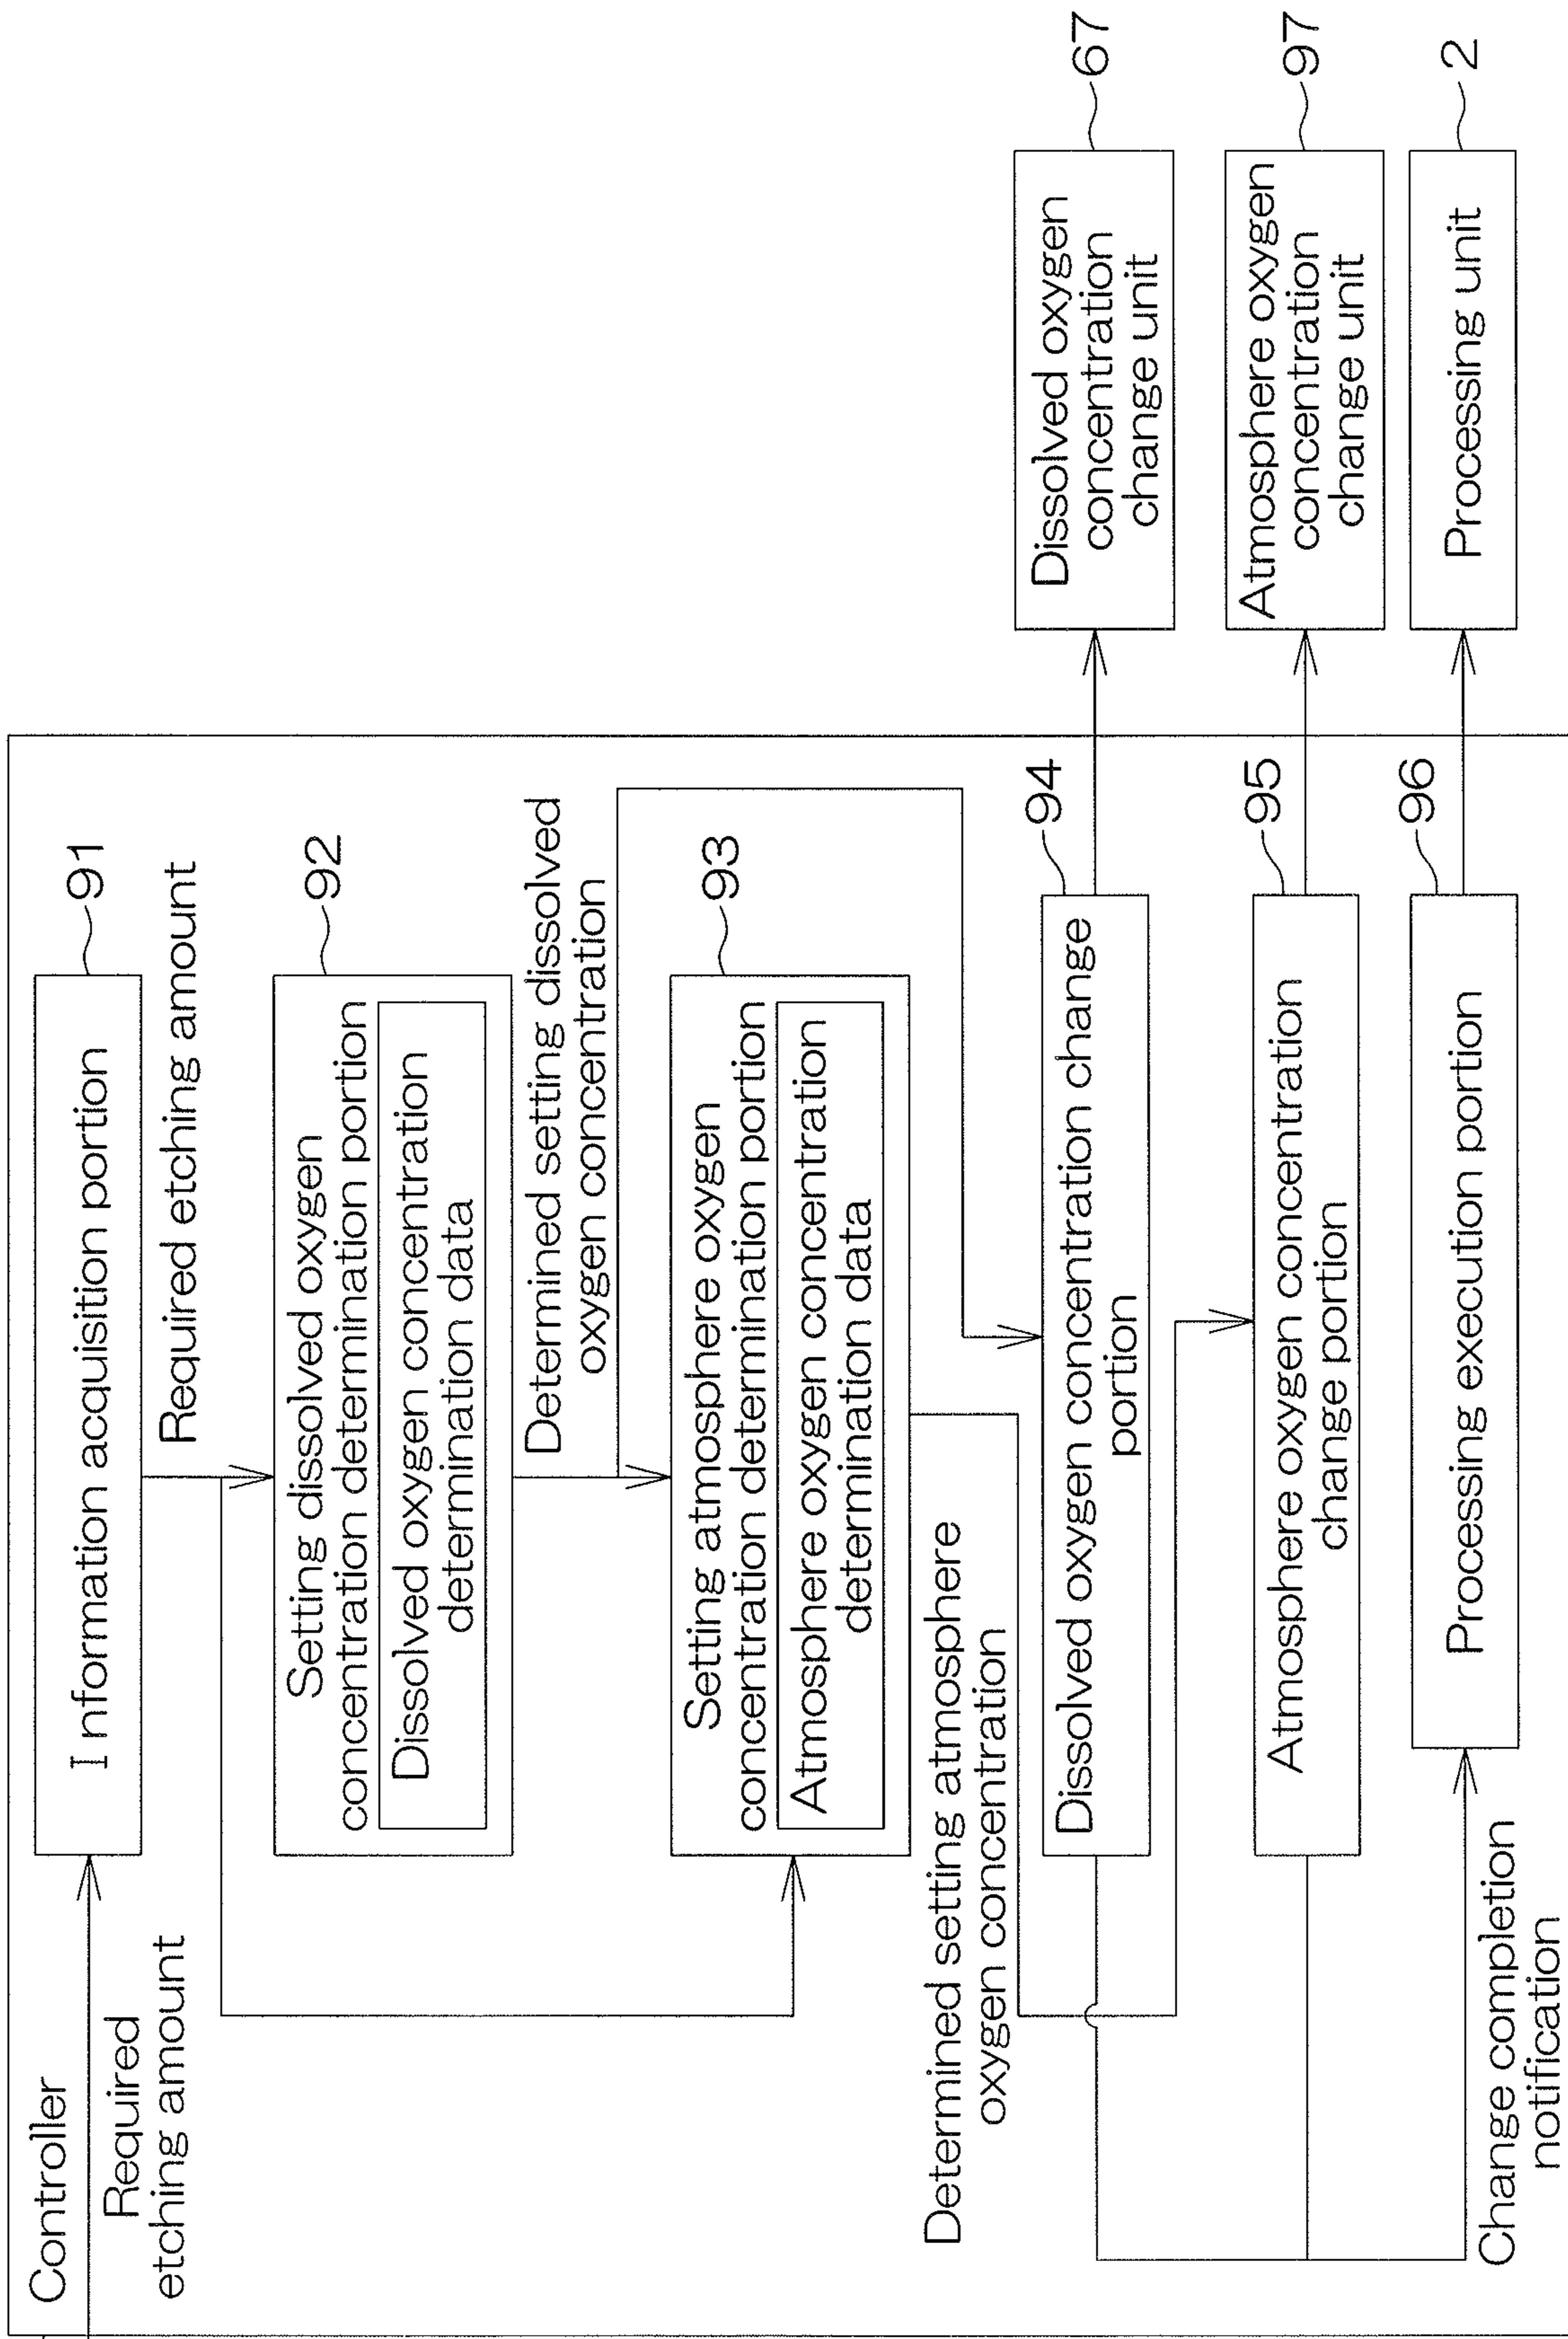 Controller
Required
etching amount
Information acquisition portion
91
Required etching amount
Setting dissolved oxygen
concentration determination portion
92
Dissolved oxygen concentration
determination data
Determined setting dissolved
oxygen concentration
Setting atmosphere oxygen
concentration determination portion
93
Atmosphere oxygen concentration
determination data
Determined setting atmosphere
oxygen concentration
Dissolved oxygen concentration change
portion
94
Dissolved oxygen
concentration
change unit
67
Atmosphere oxygen concentration
change portion
95
Atmosphere oxygen
concentration
change unit
97
Processing execution portion
96
Processing unit
2
Change completion
notification